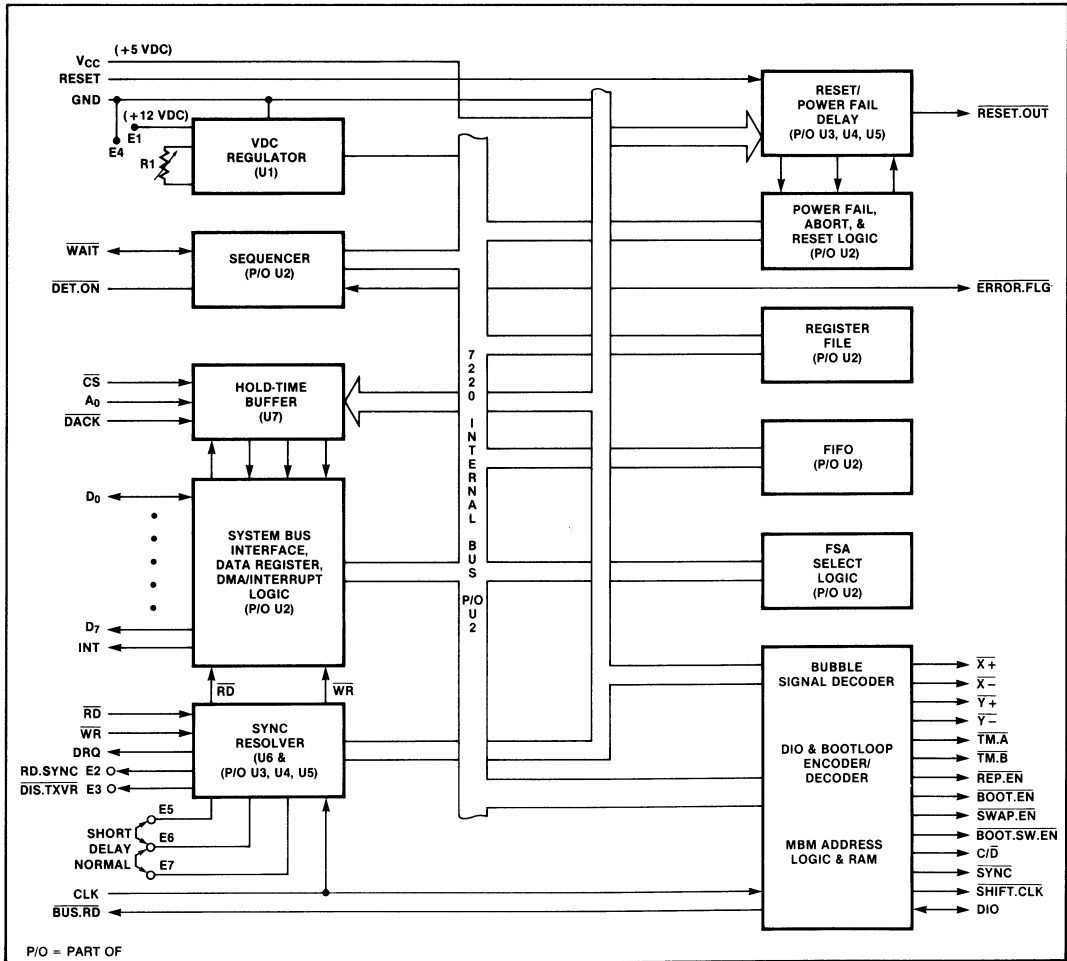 VCC (+5 VDC)
RESET
GND
(+12 VDC)
E1
E4
R1
VDC
REGULATOR
(U1)
RESET/
POWER FAIL
DELAY
(P/O U3, U4, U5)
RESET.OUT
POWER FAIL,
ABORT, &
RESET LOGIC
(P/O U2)
WAIT
DET.ON
SEQUENCER
(P/O U2)
ERROR.FLG
REGISTER
FILE
(P/O U2)
CS
A0
DACK
HOLD-TIME
BUFFER
(U7)
7220 INTERNAL BUS P/O U2
FIFO
(P/O U2)
D0
D7
INT
SYSTEM BUS
INTERFACE,
DATA REGISTER,
DMA/INTERRUPT
LOGIC
(P/O U2)
FSA
SELECT
LOGIC
(P/O U2)
RD
WR
RD
WR
DRQ
RD.SYNC E2
DIS.TXVR E3
SYNC
RESOLVER
(U6 &
(P/O U3, U4, U5)
E5
SHORT
DELAY
E6
NORMAL
E7
CLK
BUS.RD
BUBBLE
SIGNAL DECODER
DIO & BOOTLOOP
ENCODER/
DECODER
MBM ADDRESS
LOGIC & RAM
X+
X-
Y+
Y-
TM.A
TM.B
REP.EN
BOOT.EN
SWAP.EN
BOOT.SW.EN
C/D
SYNC
SHIFT.CLK
DIO
P/O = PART OF